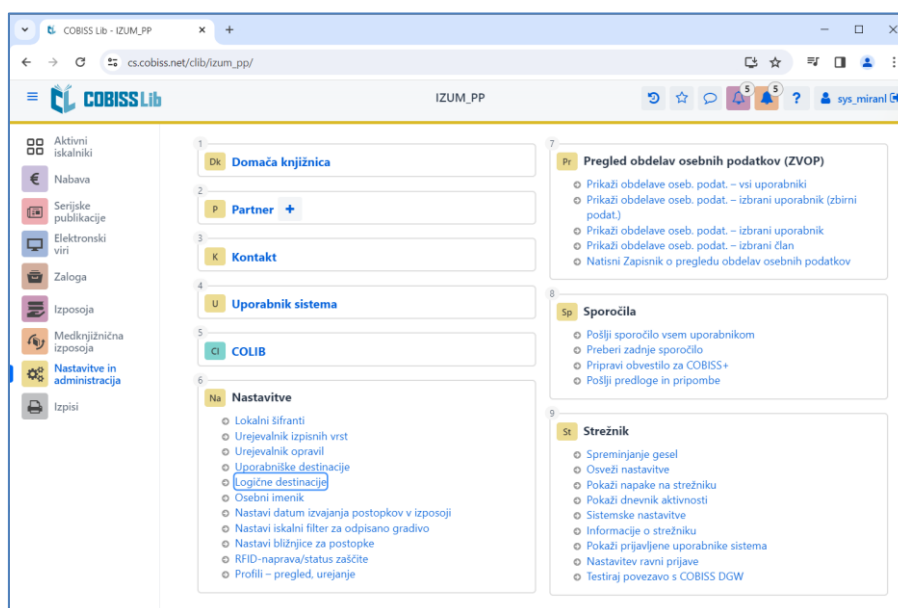 COBISS Lib - IZUM_PP
cs.cobiss.net/clib/izum_pp/
COBISS Lib
IZUM_PP
5
5
?
sys_miranl
Aktivni
iskalniki
Nabava
Serijske
publikacije
Elektronski
viri
Zaloga
Izposoja
Medknjižnična
izposoja
Nastavitve in
administracija
Izpisi
1
Dk Domača knjižnica
2
P Partner +
3
K Kontakt
4
U Uporabnik sistema
5
Cl COLIB
6
Na Nastavitve
Lokalni šifranti
Urejevalnik izpisnih vrst
Urejevalnik opravil
Uporabniške destinacije
Logične destinacije
Osebni imenik
Nastavi datum izvajanja postopkov v izposoji
Nastavi iskalni filter za odpisano gradivo
Nastavi bližnjice za postopke
RFID-naprava/status zaščite
Profili – pregled, urejanje
7
Pr Pregled obdelav osebnih podatkov (ZVOP)
Prikaži obdelave oseb. podat. – vsi uporabniki
Prikaži obdelave oseb. podat. – izbrani uporabnik (zbirni
podat.)
Prikaži obdelave oseb. podat. – izbrani uporabnik
Prikaži obdelave oseb. podat. – izbrani član
Natisni Zapisnik o pregledu obdelav osebnih podatkov
8
Sp Sporočila
Pošlji sporočilo vsem uporabnikom
Preberi zadnje sporočilo
Pripravi obvestilo za COBISS+
Pošlji predloge in pripombe
9
St Strežnik
Spreminjanje gesel
Osveži nastavitve
Pokaži napake na strežniku
Pokaži dnevnik aktivnosti
Sistemske nastavitve
Informacije o strežniku
Pokaži prijavljene uporabnike sistema
Nastavitev ravni prijave
Testiraj povezavo s COBISS DGW